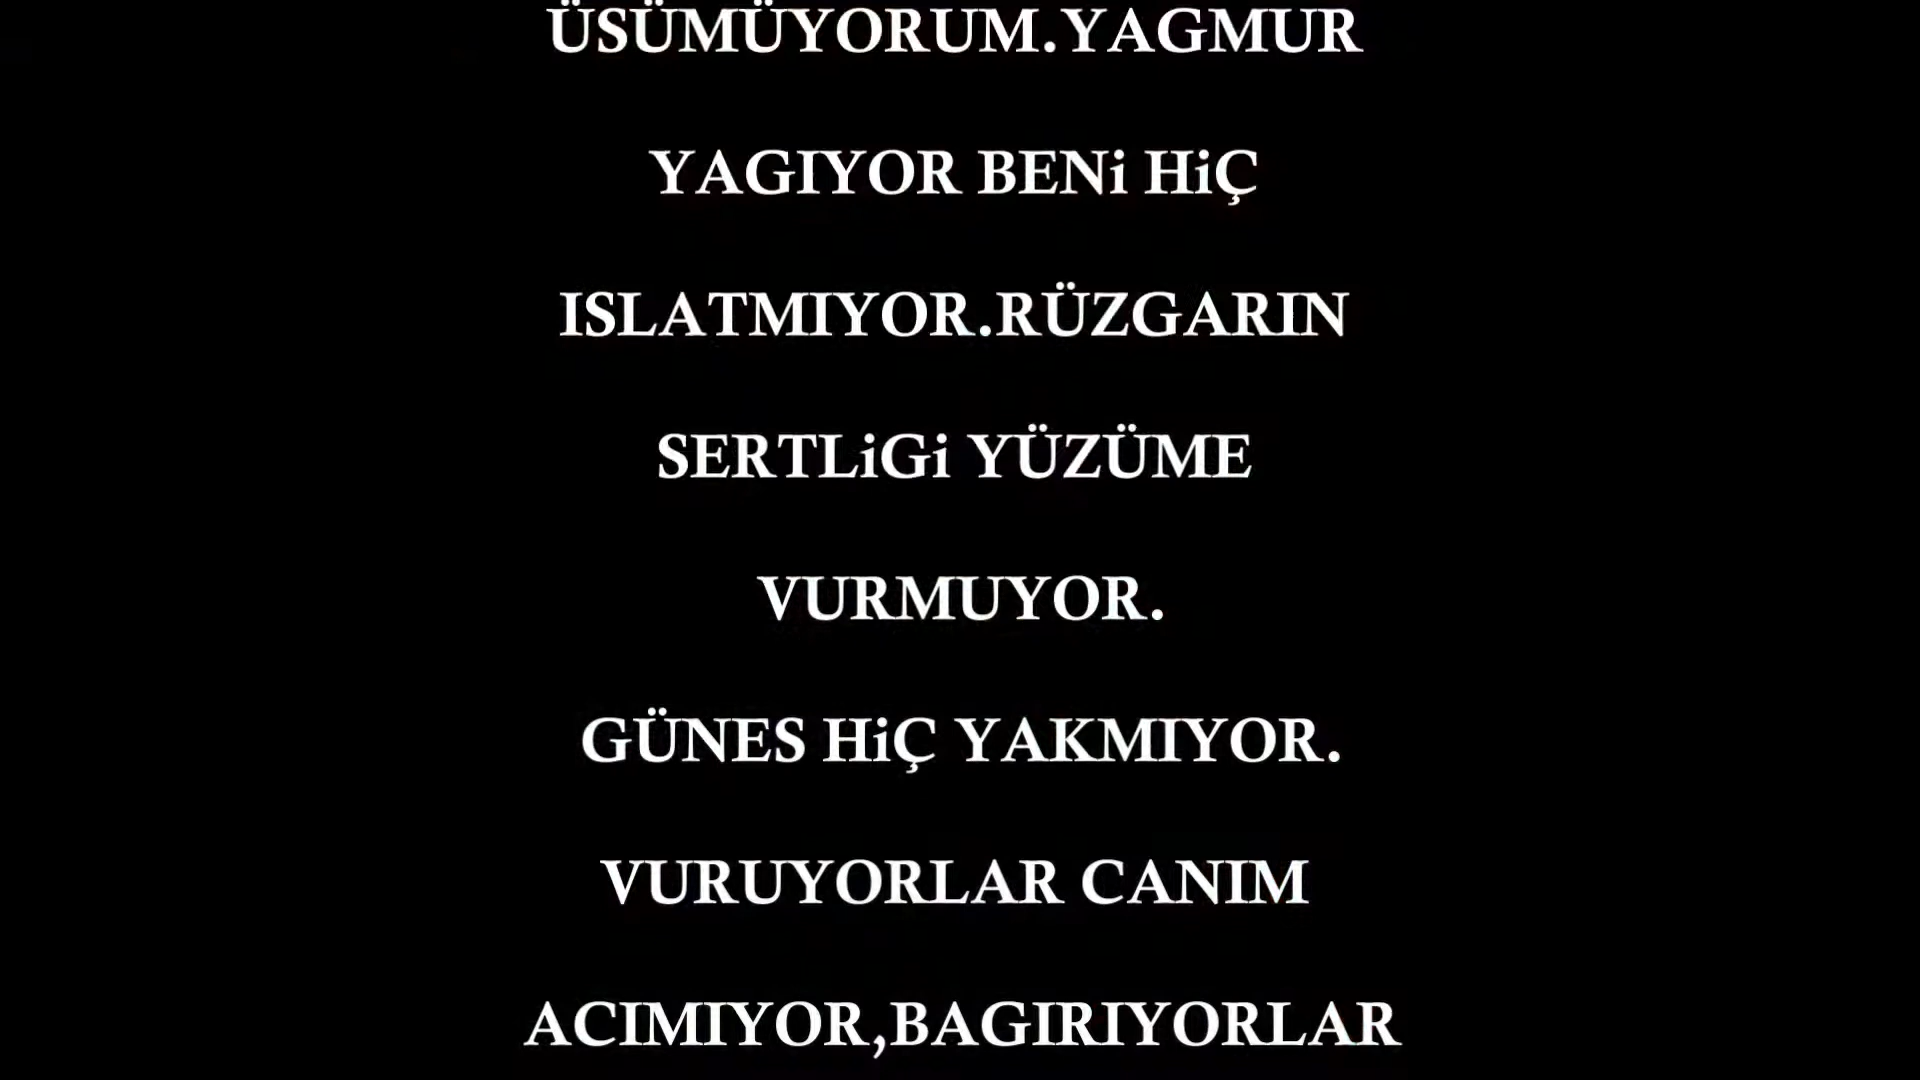 ÜSÜMÜYORUM.YAGMUR
YAGIYOR BENi HiÇ
ISLATMIYOR.RÜZGARIN
SERTLiGi YÜZÜME
VURMUYOR.
GÜNES HiÇ YAKMIYOR.
VURUYORLAR CANIM
ACIMIYOR,BAGIRIYORLAR